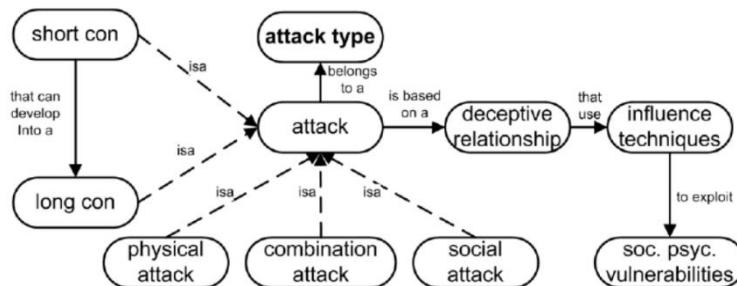 short con
attack type
isa
belongs
to a
that can
develop
Into a
is based
on a
that
use
attack
deceptive
relationship
influence
techniques
isa
long con
isa
isa
isa
to exploit
physical
attack
combination
attack
social
attack
soc. psyc.
vulnerabilities